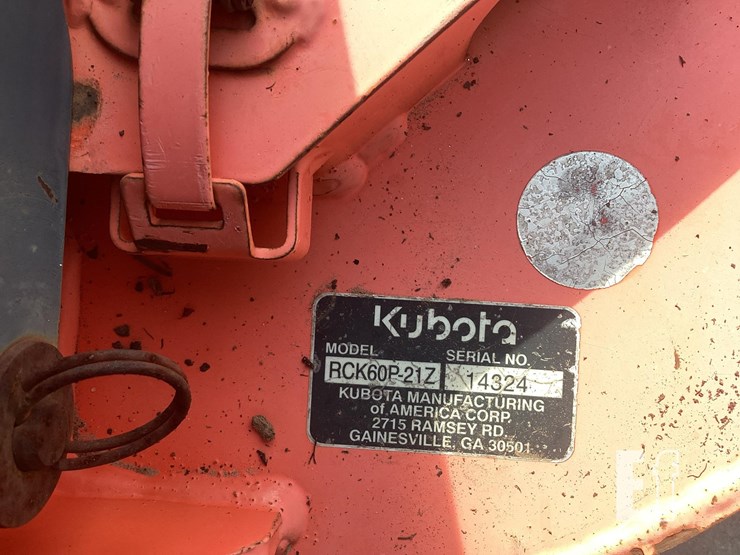 Kubota
MODEL SERIAL NO.
RCK60P-21Z 14324
KUBOTA MANUFACTURING
of AMERICA CORP.
2715 RAMSEY RD.
GAINESVILLE, GA 30501